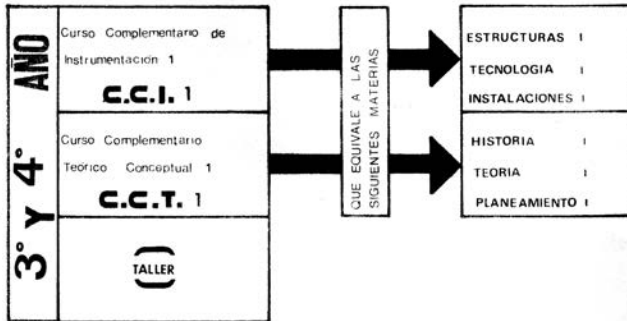 3° Y 4° AÑO
Curso Complementario de
Instrumentación 1
C.C.I. 1
Curso Complementario
Teórico Conceptual 1
C.C.T. 1
TALLER
QUE EQUIVALE A LAS
SIGUIENTES MATERIAS
ESTRUCTURAS I
TECNOLOGIA I
INSTALACIONES I
HISTORIA I
TEORIA I
PLANEAMIENTO I